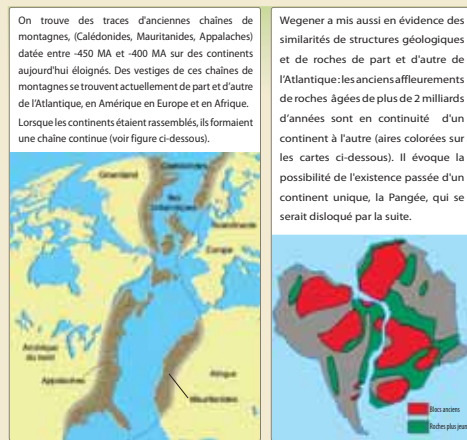 On trouve des traces d'anciennes chaînes de
montagnes, (Calédonides, Mauritanides, Appalaches)
datée entre -450 MA et -400 MA sur des continents
aujourd'hui éloignés. Des vestiges de ces chaînes de
montagnes se trouvent actuellement de part et d'autre
de l'Atlantique, en Amérique en Europe et en Afrique.
Lorsque les continents étaient rassemblés, ils formaient
une chaîne continue (voir figure ci-dessous).
Calédonides
Groenland
Iles
Britanniques
Scandinavie
Europe
Amérique
du nord
Appalaches
Afrique
Mauritanides
Wegener a mis aussi en évidence des
similarités de structures géologiques
et de roches de part et d'autre de
l'Atlantique : les anciens affleurements
de roches âgées de plus de 2 milliards
d'années sont en continuité d'un
continent à l'autre (aires colorées sur
les cartes ci-dessous). Il évoque la
possibilité de l'existence passée d'un
continent unique, la Pangée, qui se
serait disloqué par la suite.
Blocs anciens
Roches plus jeunes